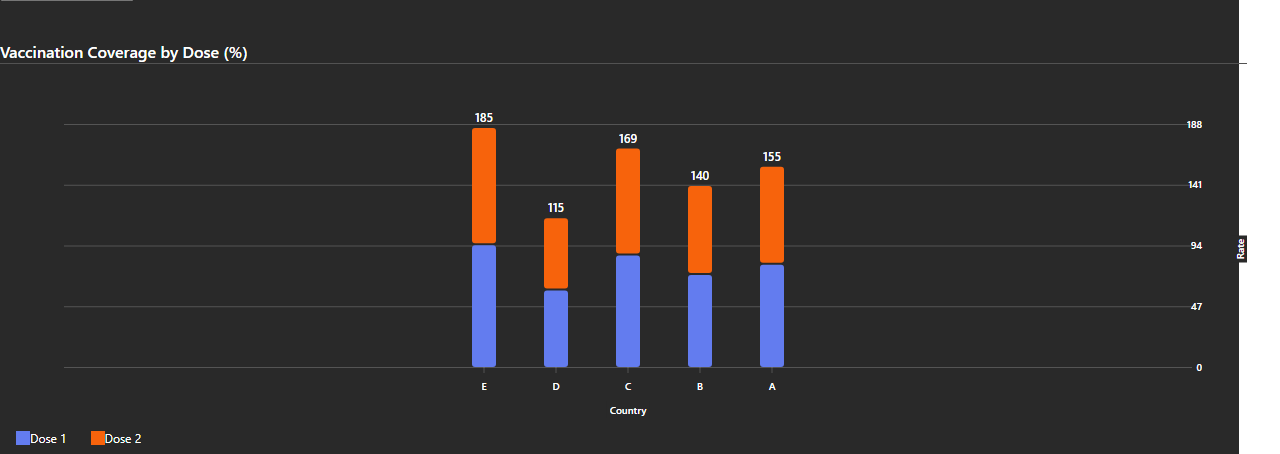 Vaccination Coverage by Dose (%)
185
115
169
140
155
188
141
94
47
0
Rate
E D C B A
Country
Dose 1 Dose 2